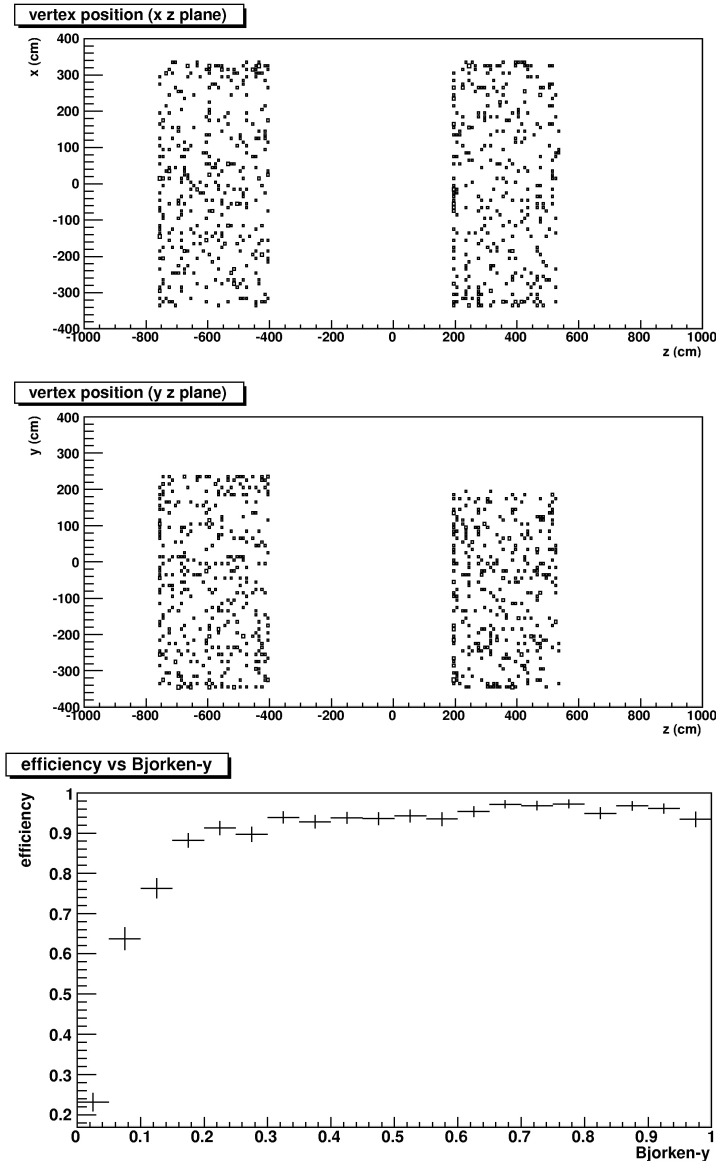 vertex position (x z plane)
x (cm)
400
300
200
100
0
-100
-200
-300
-400
-1000 -800 -600 -400 -200 0 200 400 600 800 1000
z (cm)
vertex position (y z plane)
y (cm)
400
300
200
100
0
-100
-200
-300
-400
-1000 -800 -600 -400 -200 0 200 400 600 800 1000
z (cm)
efficiency vs Bjorken-y
efficiency
1
0.9
0.8
0.7
0.6
0.5
0.4
0.3
0.2
0 0.1 0.2 0.3 0.4 0.5 0.6 0.7 0.8 0.9 1
Bjorken-y